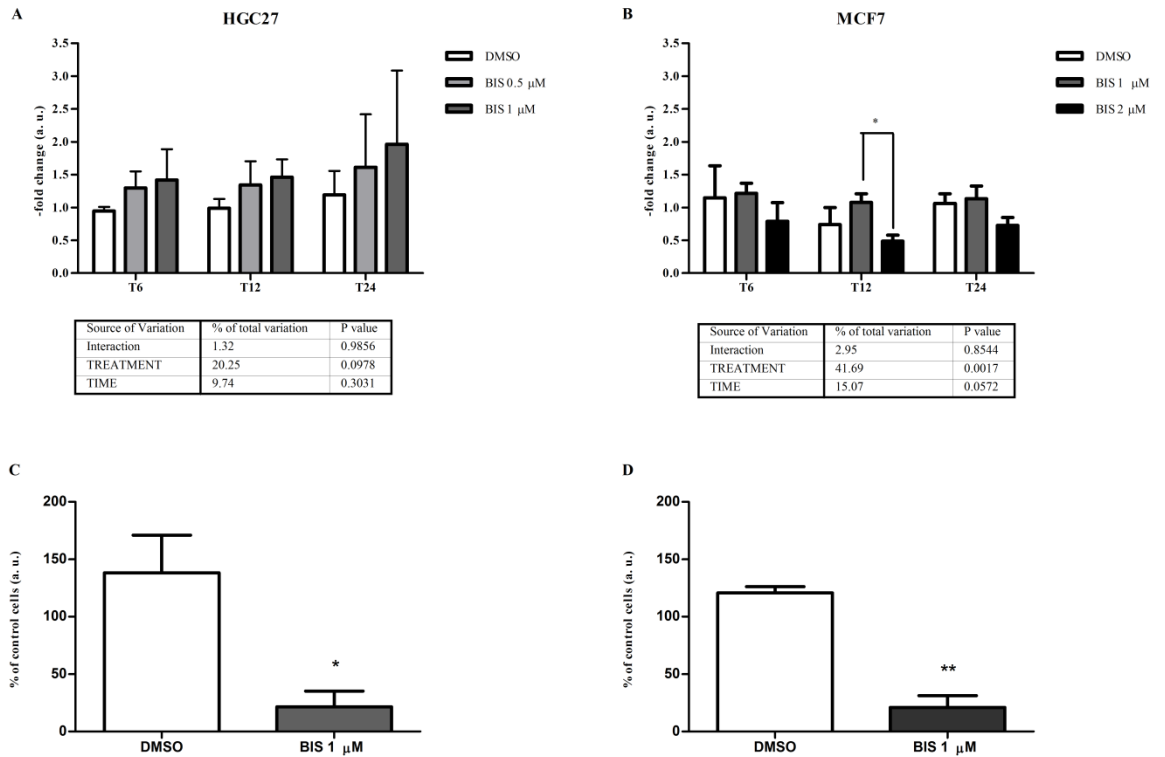 A
HGC27
-fold change (a. u.)
3.5
3.0
2.5
2.0
1.5
1.0
0.5
0.0
T6 T12 T24
DMSO
BIS 0.5 μM
BIS 1 μM
Source of Variation % of total variation P value
Interaction 1.32 0.9856
TREATMENT 20.25 0.0978
TIME 9.74 0.3031
B
MCF7
-fold change (a. u.)
3.5
3.0
2.5
2.0
1.5
1.0
0.5
0.0
*
T6 T12 T24
DMSO
BIS 1 μM
BIS 2 μM
Source of Variation % of total variation P value
Interaction 2.95 0.8544
TREATMENT 41.69 0.0017
TIME 15.07 0.0572
C
% of control cells (a. u.)
200
150
100
50
0
*
DMSO BIS 1 μM
D
% of control cells (a. u.)
200
150
100
50
0
**
DMSO BIS 1 μM